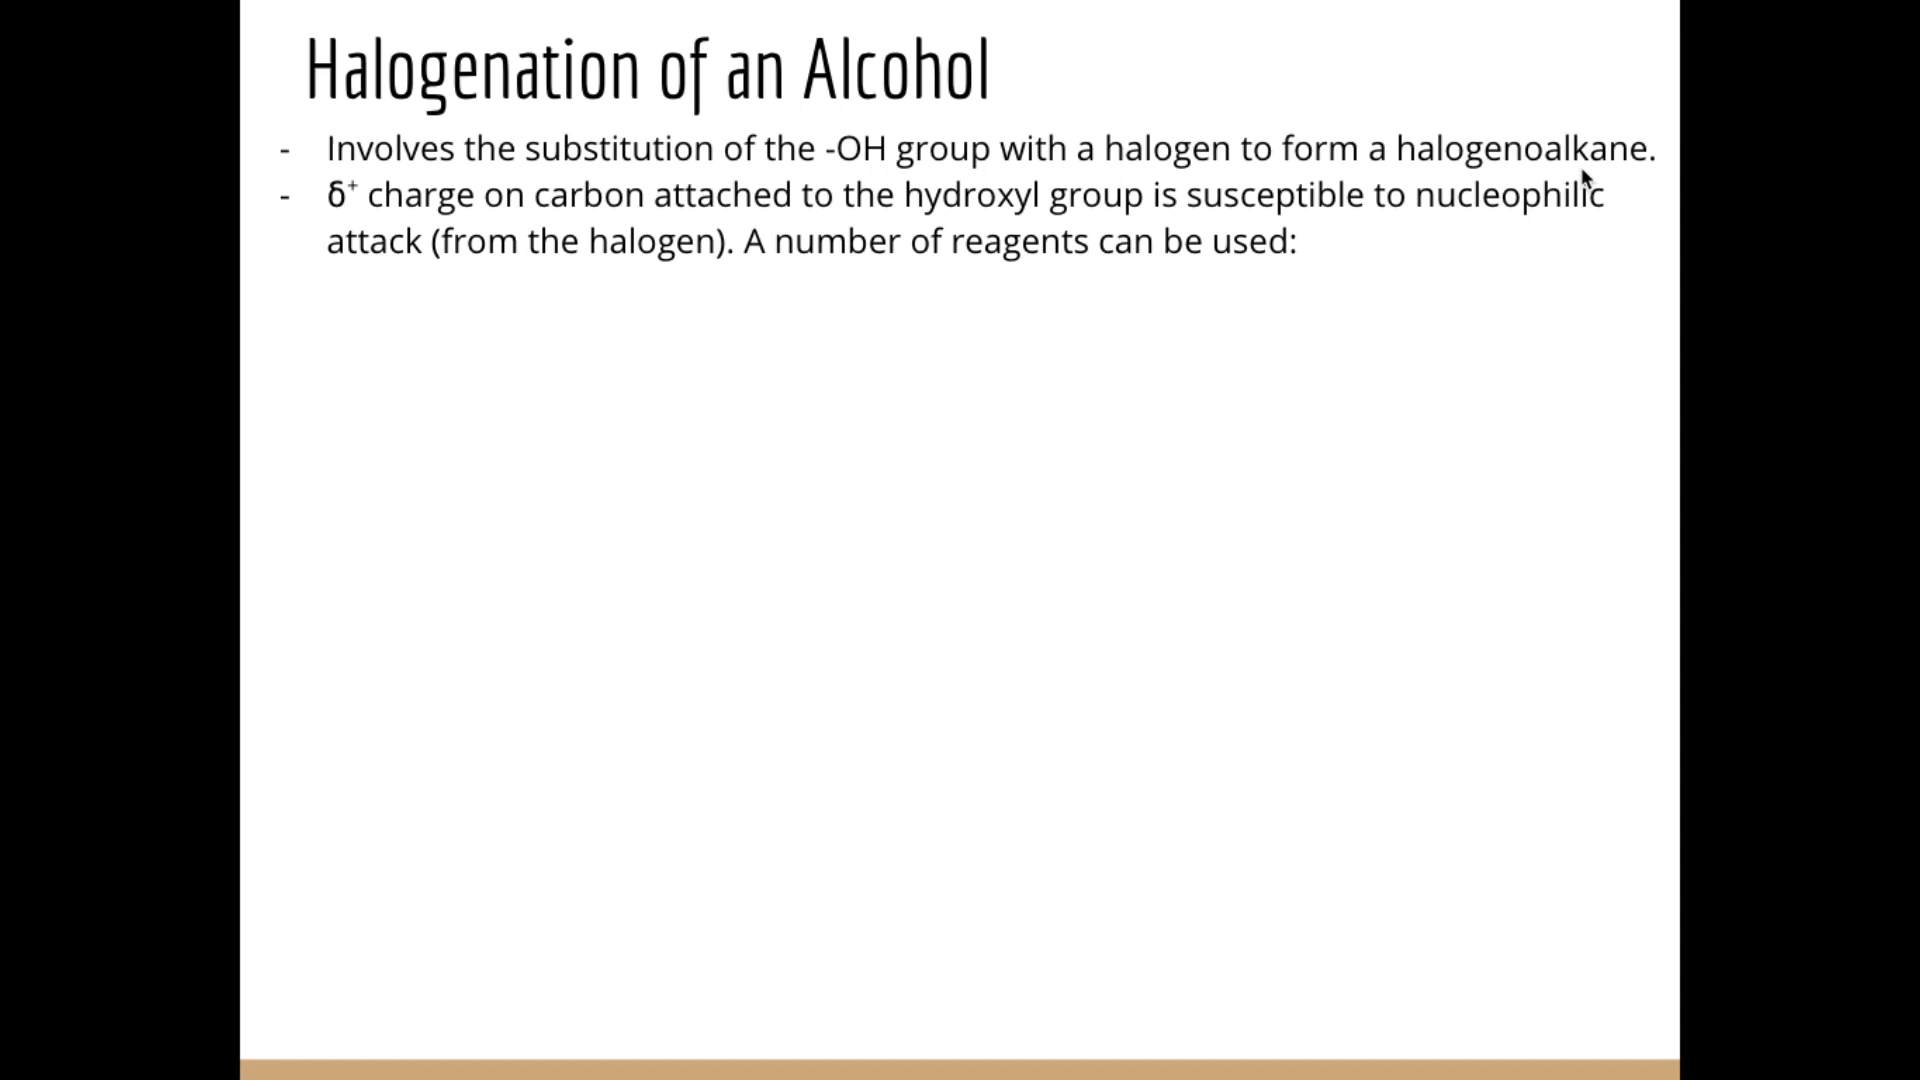 Halogenation of an Alcohol
- Involves the substitution of the -OH group with a halogen to form a halogenoalkane.
- δ⁺ charge on carbon attached to the hydroxyl group is susceptible to nucleophilic
attack (from the halogen). A number of reagents can be used: